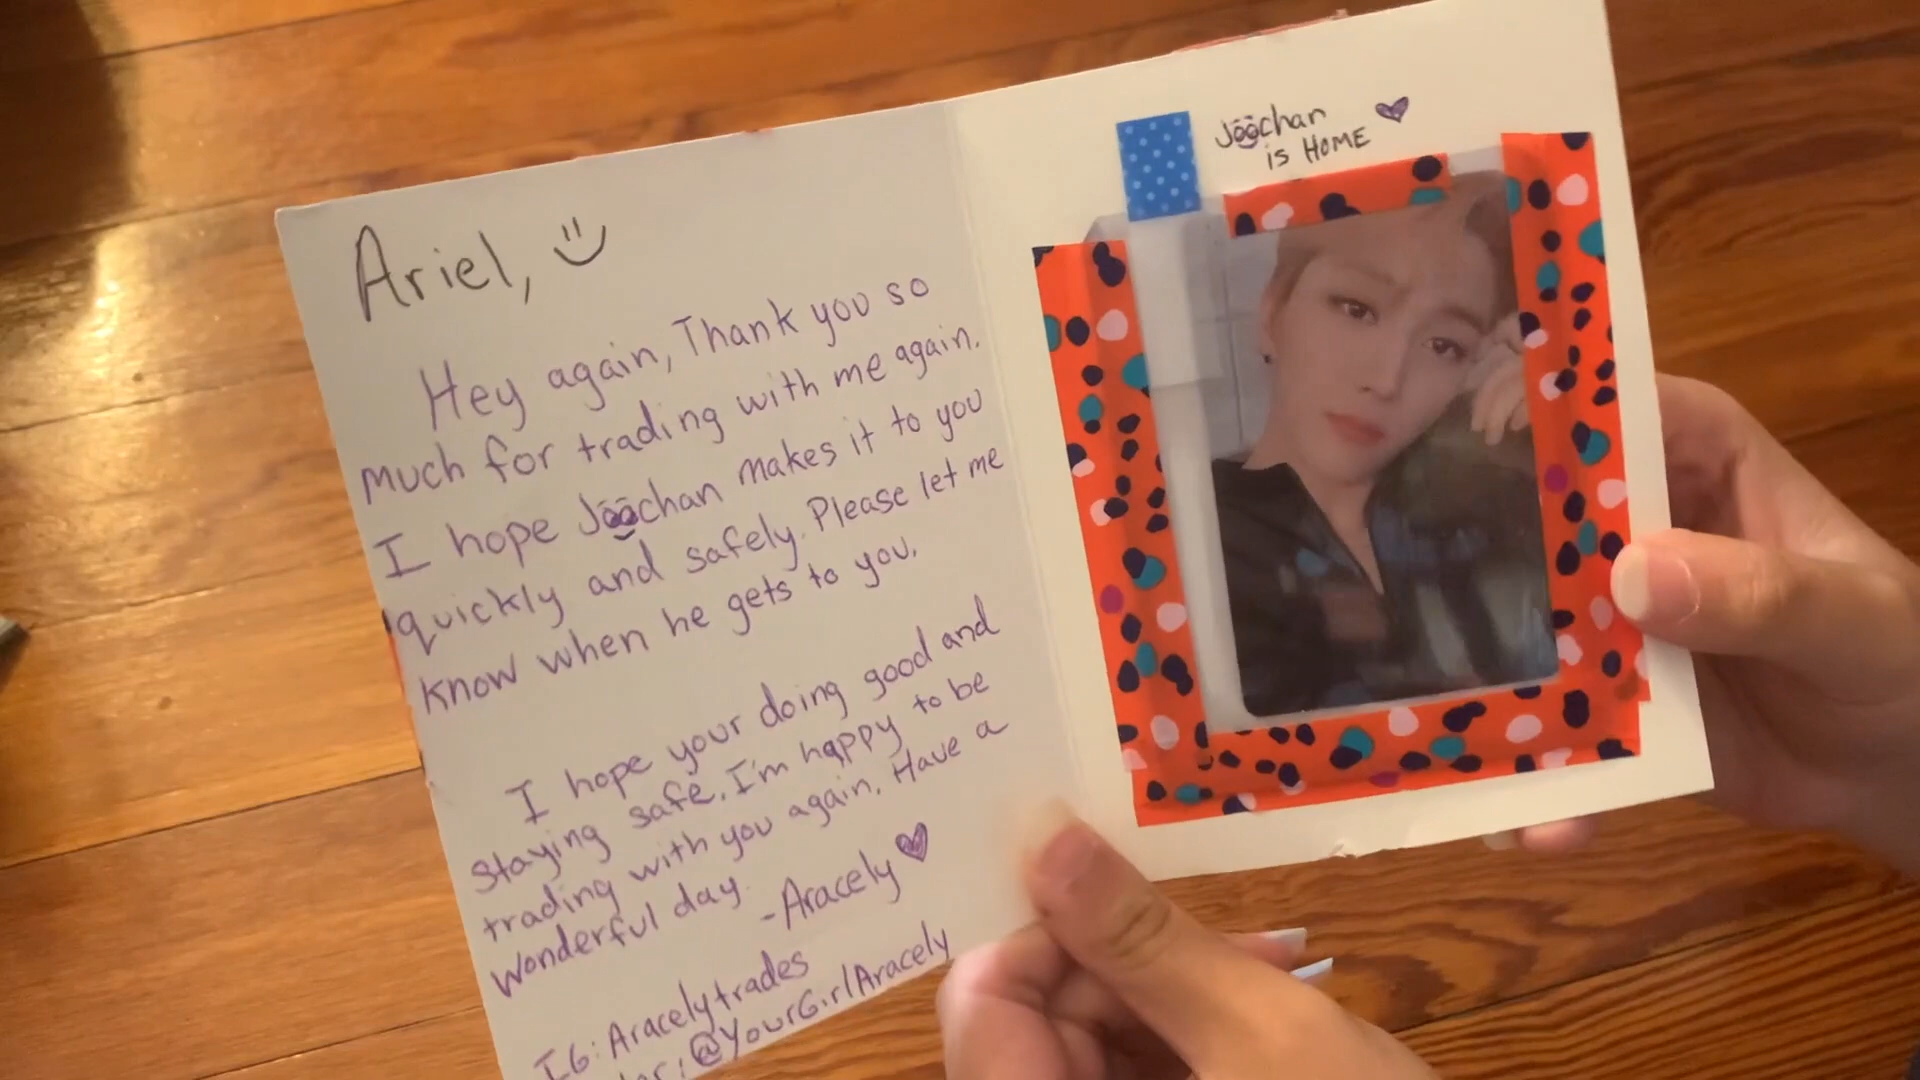 Ariel,
Hey again, Thank you so
much for trading with me again.
I hope Joochan makes it to you
quickly and safely. Please let me
know when he gets to you.
I hope your doing good and
staying safe. I'm happy to be
trading with you again. Have a
Wonderful day.
-Aracely
IG: Aracelytrades
@YourGirlAracely
Joochan
is HOME